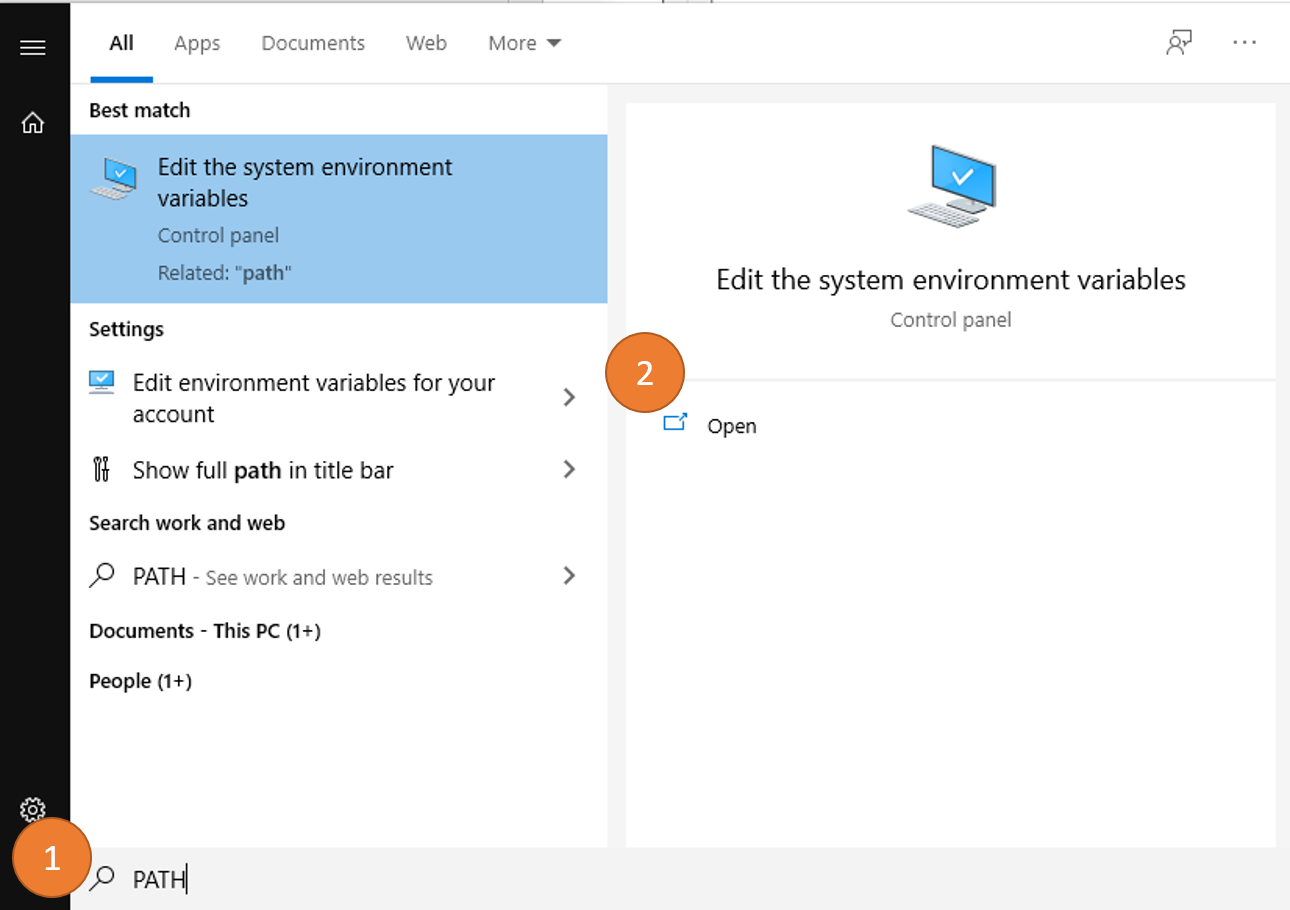 All Apps Documents Web More
Best match
Edit the system environment
variables
Control panel
Related: "path"
Settings
Edit environment variables for your
account
Show full path in title bar
Search work and web
PATH - See work and web results
Documents - This PC (1+)
People (1+)
Edit the system environment variables
Control panel
2
Open
1
PATH